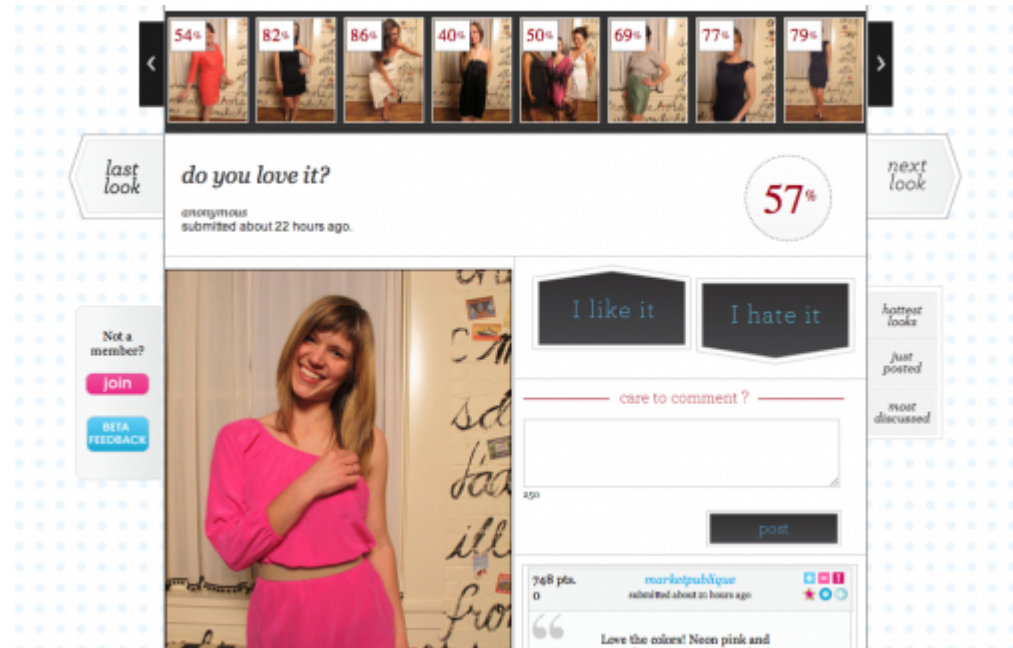 54%
82%
86%
40%
50%
69%
77%
79%
last
look
do you love it?
anonymous
submitted about 22 hours ago.
57%
next
look
Not a
member?
join
BETA
FEEDBACK
I like it
I hate it
hottest
looks
just
posted
most
discussed
care to comment ?
250
post
748 pts.
0
marketpublique
submitted about 21 hours ago
Love the colors! Neon pink and